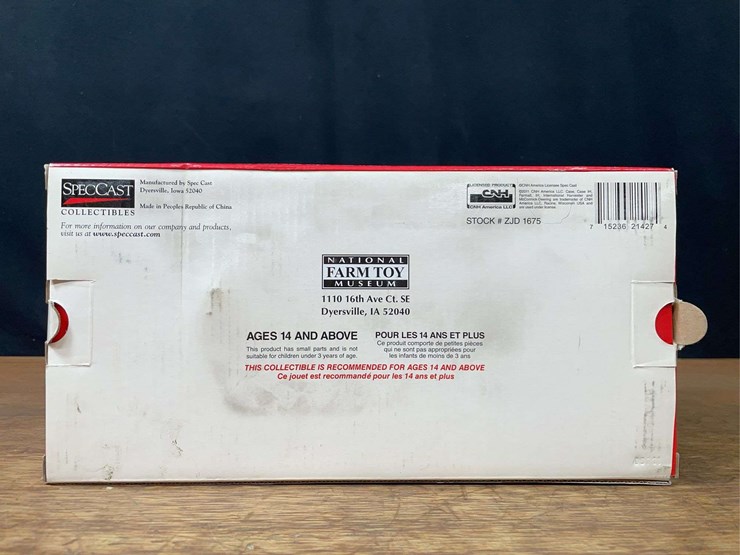 SPECCAST
COLLECTIBLES
Manufactured by Spec Cast
Dyersville, Iowa 52040
Made in Peoples Republic of China
For more information on our company and products,
visit us at www.speccast.com
LICENSED PRODUCT
CNH
CNH America LLC
STOCK # ZJD 1675
7 15236 21427 4
NATIONAL
FARM TOY
MUSEUM
1110 16th Ave Ct. SE
Dyersville, IA 52040
AGES 14 AND ABOVE
This product has small parts and is not
suitable for children under 3 years of age.
POUR LES 14 ANS ET PLUS
Ce produit comporte de petites pièces
qui ne sont pas appropriées pour
les infants de moins de 3 ans
THIS COLLECTIBLE IS RECOMMENDED FOR AGES 14 AND ABOVE
Ce jouet est recommandé pour les 14 ans et plus